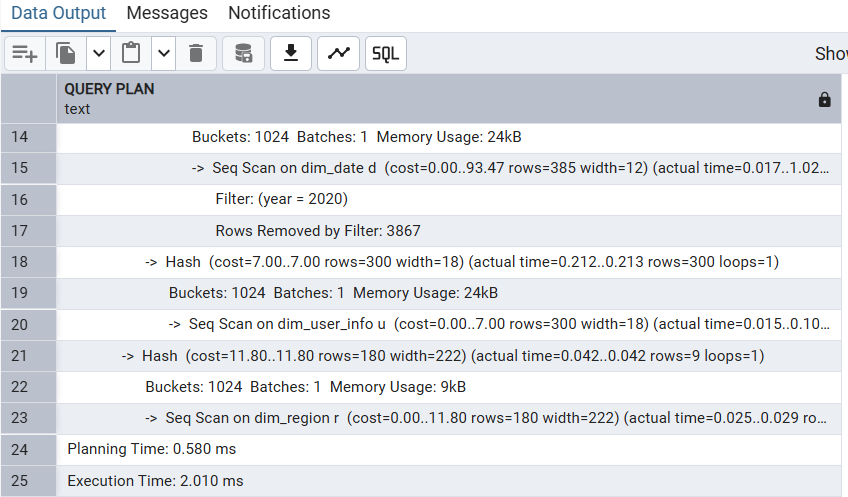 Data Output Messages Notifications
SQL
Show
QUERY PLAN
text
14 Buckets: 1024 Batches: 1 Memory Usage: 24kB
15 -> Seq Scan on dim_date d (cost=0.00..93.47 rows=385 width=12) (actual time=0.017..1.02...
16 Filter: (year = 2020)
17 Rows Removed by Filter: 3867
18 -> Hash (cost=7.00..7.00 rows=300 width=18) (actual time=0.212..0.213 rows=300 loops=1)
19 Buckets: 1024 Batches: 1 Memory Usage: 24kB
20 -> Seq Scan on dim_user_info u (cost=0.00..7.00 rows=300 width=18) (actual time=0.015..0.10...
21 -> Hash (cost=11.80..11.80 rows=180 width=222) (actual time=0.042..0.042 rows=9 loops=1)
22 Buckets: 1024 Batches: 1 Memory Usage: 9kB
23 -> Seq Scan on dim_region r (cost=0.00..11.80 rows=180 width=222) (actual time=0.025..0.029 ro...
24 Planning Time: 0.580 ms
25 Execution Time: 2.010 ms